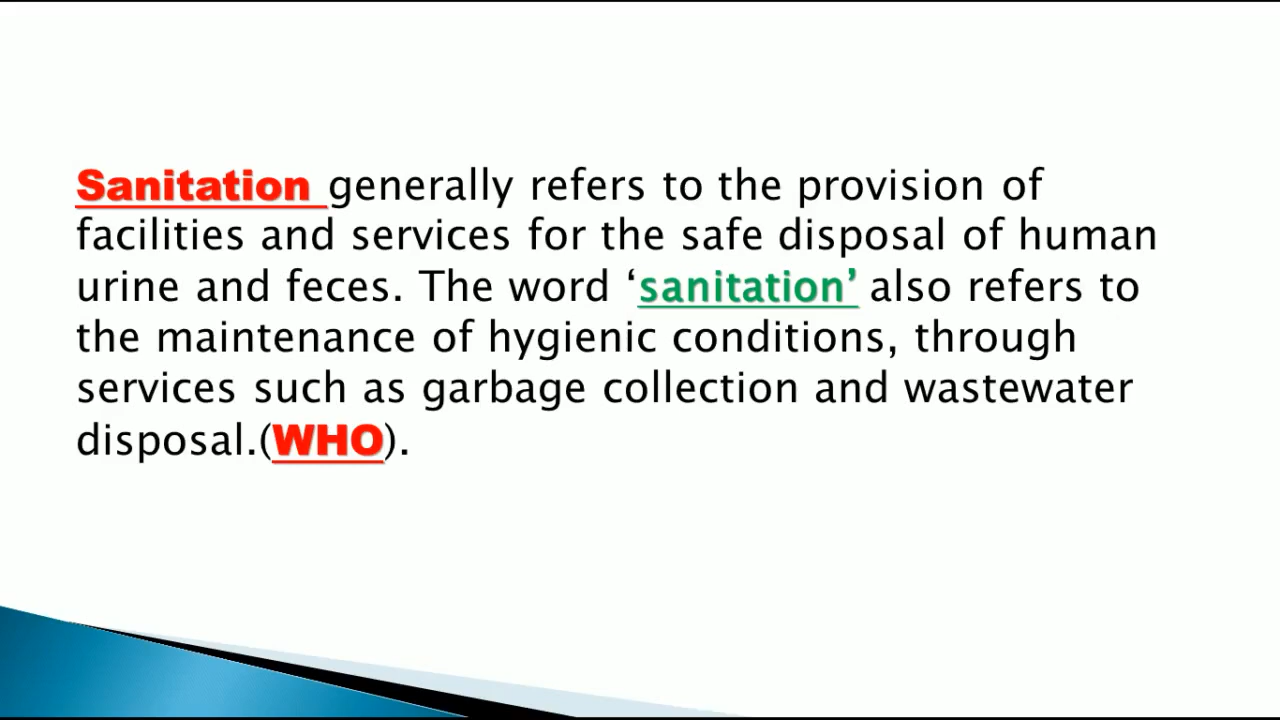 Sanitation generally refers to the provision of
facilities and services for the safe disposal of human
urine and feces. The word ‘sanitation’ also refers to
the maintenance of hygienic conditions, through
services such as garbage collection and wastewater
disposal.(WHO).